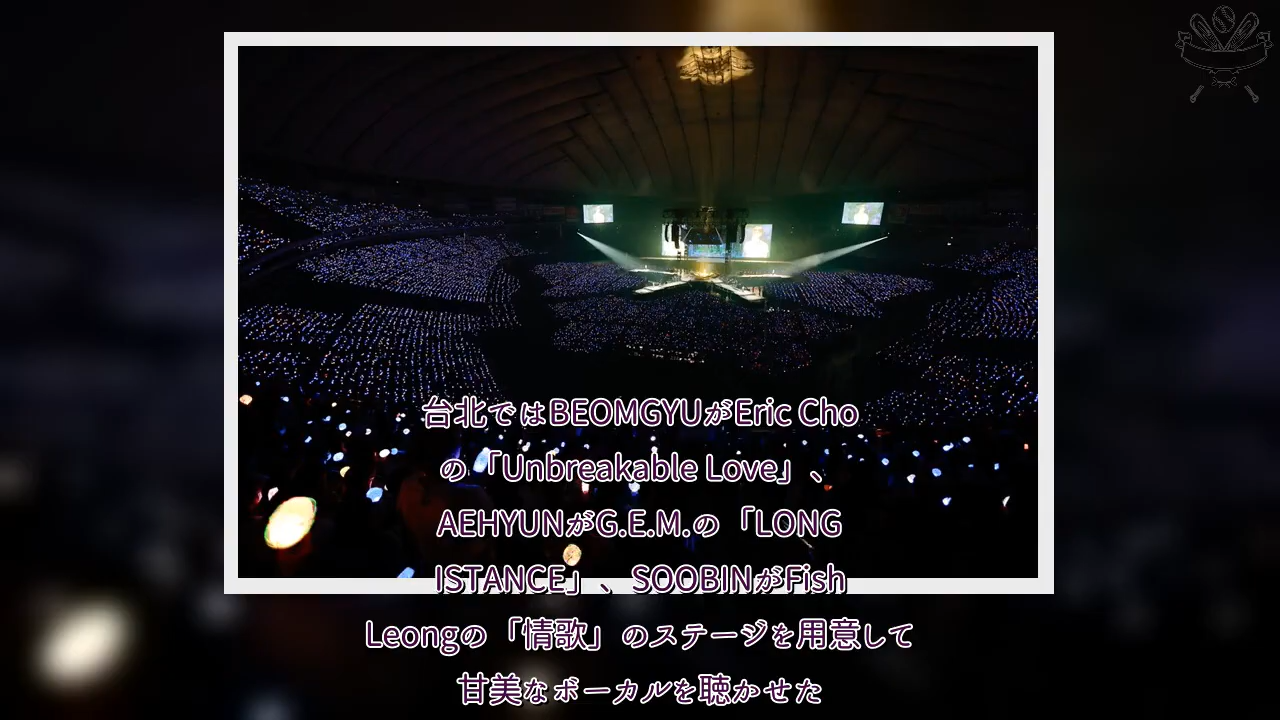 台北ではBEOMGYUがEric Cho
の「Unbreakable Love」、
AEHYUNがG.E.M.の「LONG
ISTANCE」、SOOBINがFish
Leongの「情歌」のステージを用意して
甘美なボーカルを聴かせた